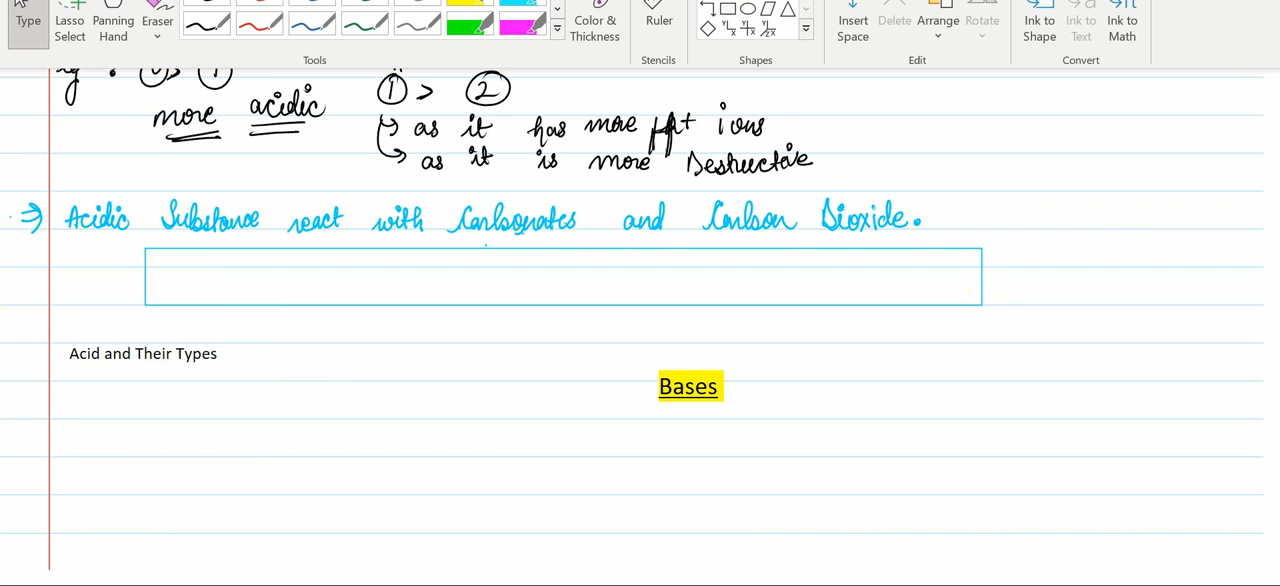 Type
Lasso Select
Panning Hand
Eraser
Color & Thickness
Ruler
Insert Space
Delete
Arrange
Rotate
Ink to Shape
Ink to Text
Ink to Math
Tools
Stencils
Shapes
Edit
Convert
more acidic
① > ②
as it has more H+ ions
as it is more Destructive
⇒ Acidic Substance react with Carbonates and Carbon Dioxide.
Acid and Their Types
Bases